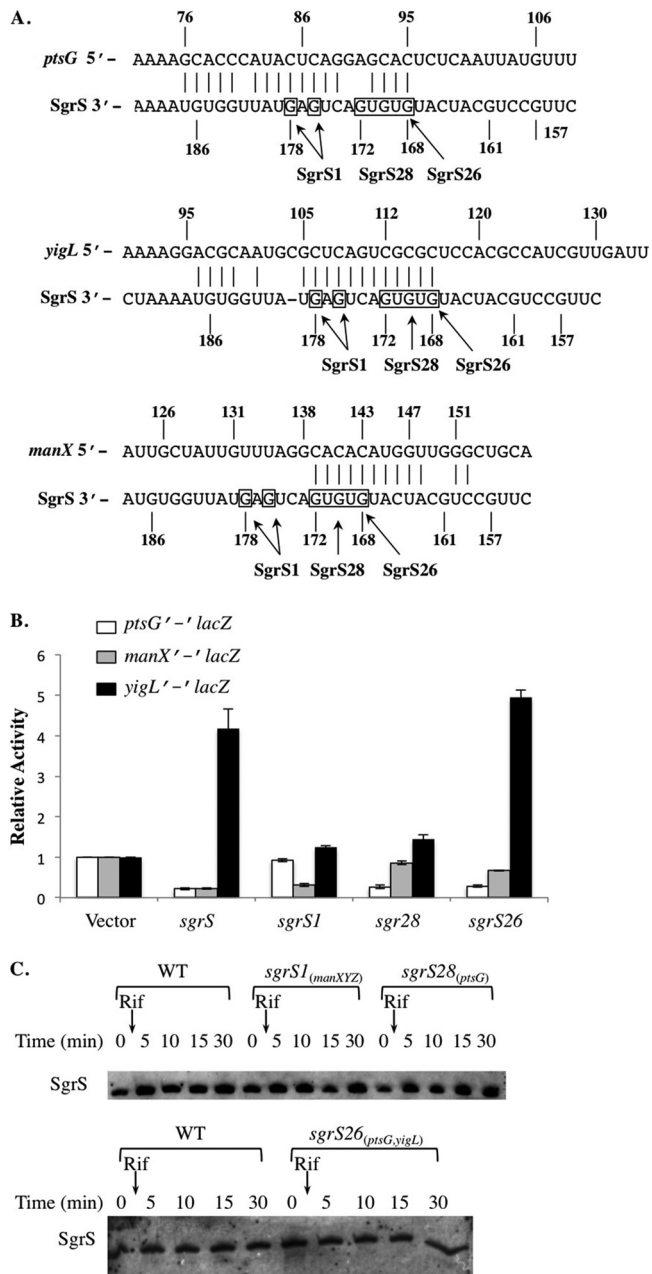 A.
76 86 95 106
ptsG 5′– AAAAGCACCCAUACUCAGGAGCACUCUCAAUUAUGUUU
SgrS 3′– AAAAUGUGGUUAUGAGUCAGUGUGUACUACGUCCGUUC
186 178 172 168 161 157
SgrS1 SgrS28 SgrS26
95 105 112 120 130
yigL 5′– AAAAGGACGCAAUGCGCUCAGUCGCGCUCCACGCCAUCGUUGAUU
SgrS 3′– CUAAAAUGUGGUUA-UGAGUCAGUGUGUACUACGUCCGUUC
186 178 172 168 161 157
SgrS1 SgrS28 SgrS26
126 131 138 143 147 151
manX 5′– AUUGCUAUUGUUUAGGCACACAUGGUUGGGCUGCA
SgrS 3′– AUGUGGUUAUGAGUCAGUGUGUACUACGUCCGUUC
186 178 172 168 161 157
SgrS1 SgrS28 SgrS26
B.
ptsG′–′lacZ
manX′–′lacZ
yigL′–′lacZ
Relative Activity
6
5
4
3
2
1
0
Vector sgrS sgrS1 sgr28 sgrS26
C.
WT sgrS1(manXYZ) sgrS28(ptsG)
Rif Rif Rif
Time (min) 0 5 10 15 30 0 5 10 15 30 0 5 10 15 30
SgrS
WT sgrS26(ptsG,yigL)
Rif Rif
Time (min) 0 5 10 15 30 0 5 10 15 30
SgrS